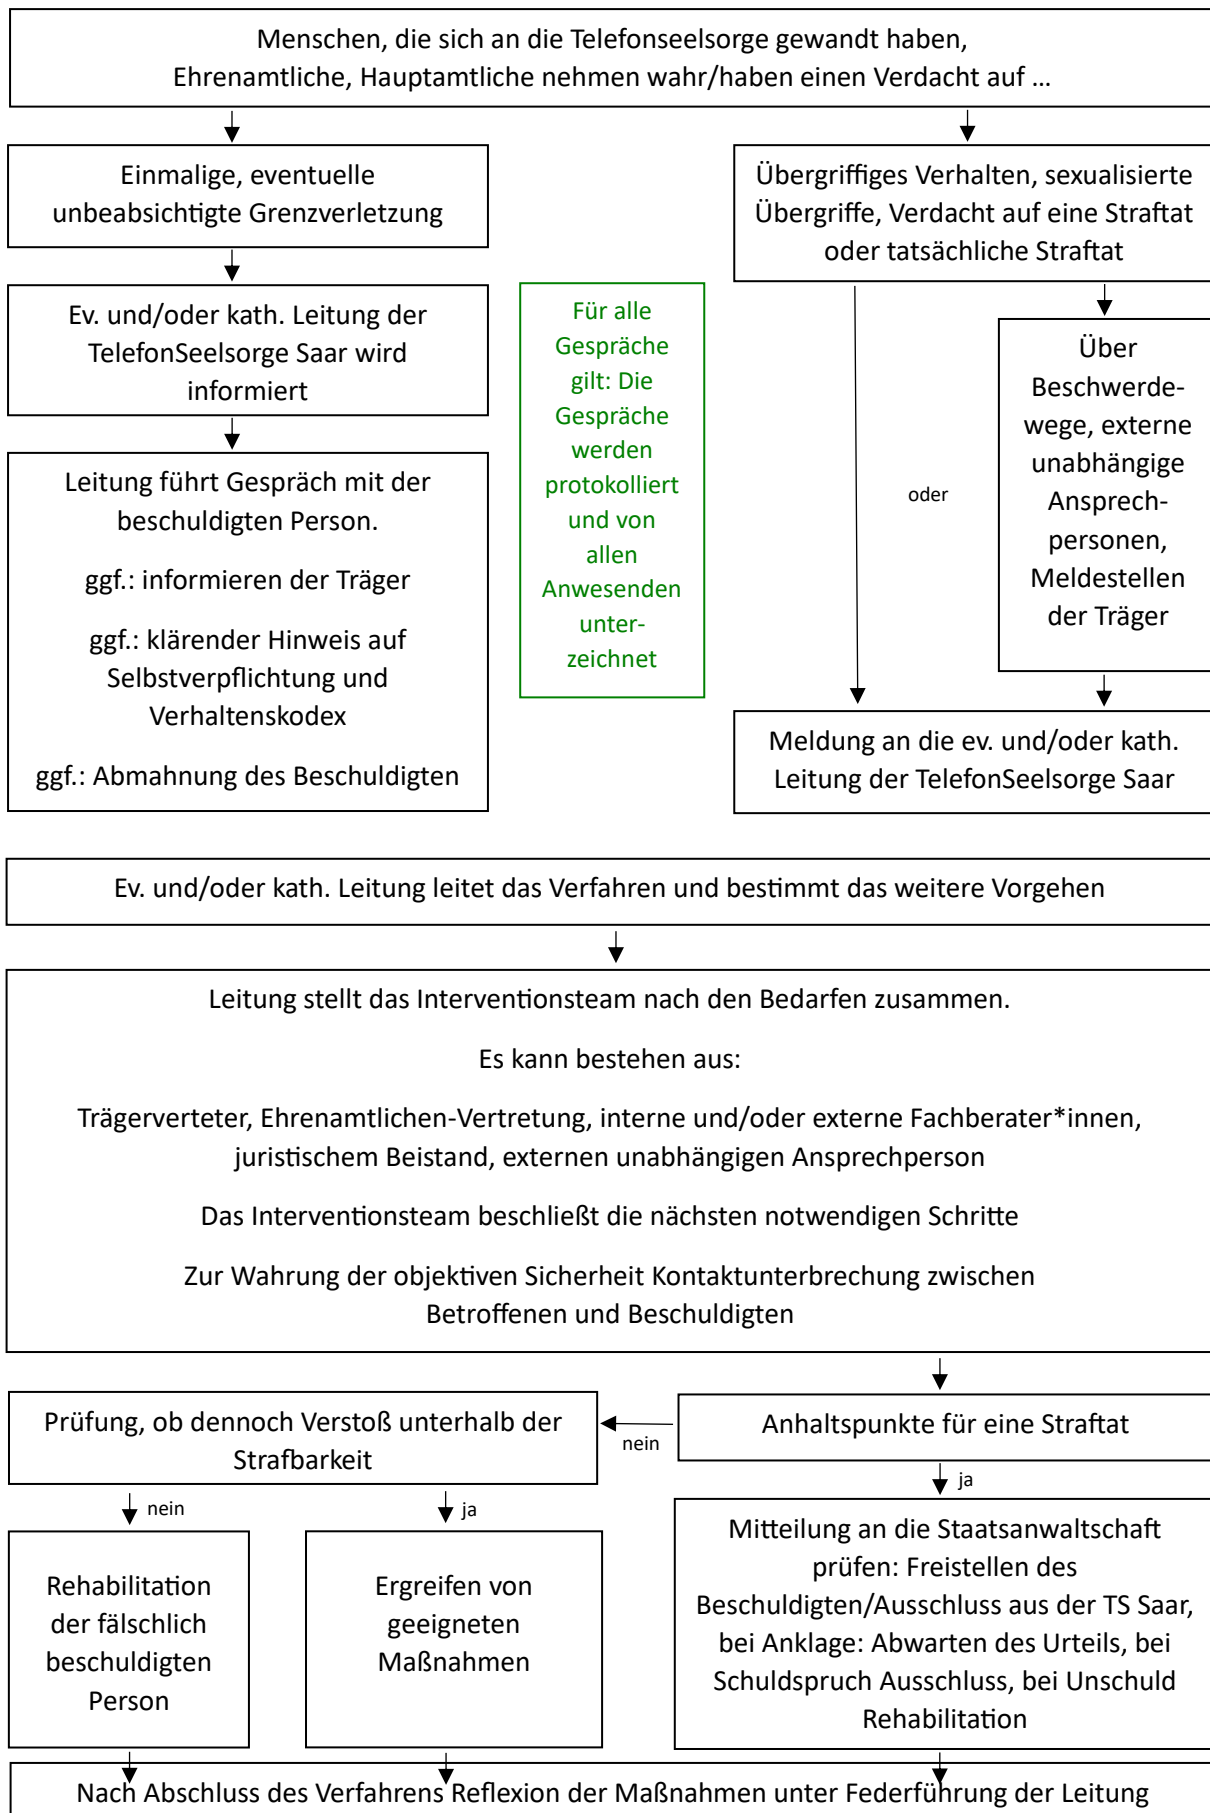 Menschen, die sich an die Telefonseelsorge gewandt haben,
Ehrenamtliche, Hauptamtliche nehmen wahr/haben einen Verdacht auf ...
Einmalige, eventuelle
unbeabsichtigte Grenzverletzung
Ev. und/oder kath. Leitung der
TelefonSeelsorge Saar wird
informiert
Leitung führt Gespräch mit der
beschuldigten Person.
ggf.: informieren der Träger
ggf.: klärender Hinweis auf
Selbstverpflichtung und
Verhaltenskodex
ggf.: Abmahnung des Beschuldigten
Für alle
Gespräche
gilt: Die
Gespräche
werden
protokolliert
und von
allen
Anwesenden
unter-
zeichnet
Übergriffiges Verhalten, sexualisierte
Übergriffe, Verdacht auf eine Straftat
oder tatsächliche Straftat
oder
Über
Beschwerde-
wege, externe
unabhängige
Ansprech-
personen,
Meldestellen
der Träger
Meldung an die ev. und/oder kath.
Leitung der TelefonSeelsorge Saar
Ev. und/oder kath. Leitung leitet das Verfahren und bestimmt das weitere Vorgehen
Leitung stellt das Interventionsteam nach den Bedarfen zusammen.
Es kann bestehen aus:
Trägerverteter, Ehrenamtlichen-Vertretung, interne und/oder externe Fachberater*innen,
juristischem Beistand, externen unabhängigen Ansprechperson
Das Interventionsteam beschließt die nächsten notwendigen Schritte
Zur Wahrung der objektiven Sicherheit Kontaktunterbrechung zwischen
Betroffenen und Beschuldigten
Anhaltspunkte für eine Straftat
nein
Prüfung, ob dennoch Verstoß unterhalb der
Strafbarkeit
nein
ja
ja
Rehabilitation
der fälschlich
beschuldigten
Person
Ergreifen von
geeigneten
Maßnahmen
Mitteilung an die Staatsanwaltschaft
prüfen: Freistellen des
Beschuldigten/Ausschluss aus der TS Saar,
bei Anklage: Abwarten des Urteils, bei
Schuldspruch Ausschluss, bei Unschuld
Rehabilitation
Nach Abschluss des Verfahrens Reflexion der Maßnahmen unter Federführung der Leitung